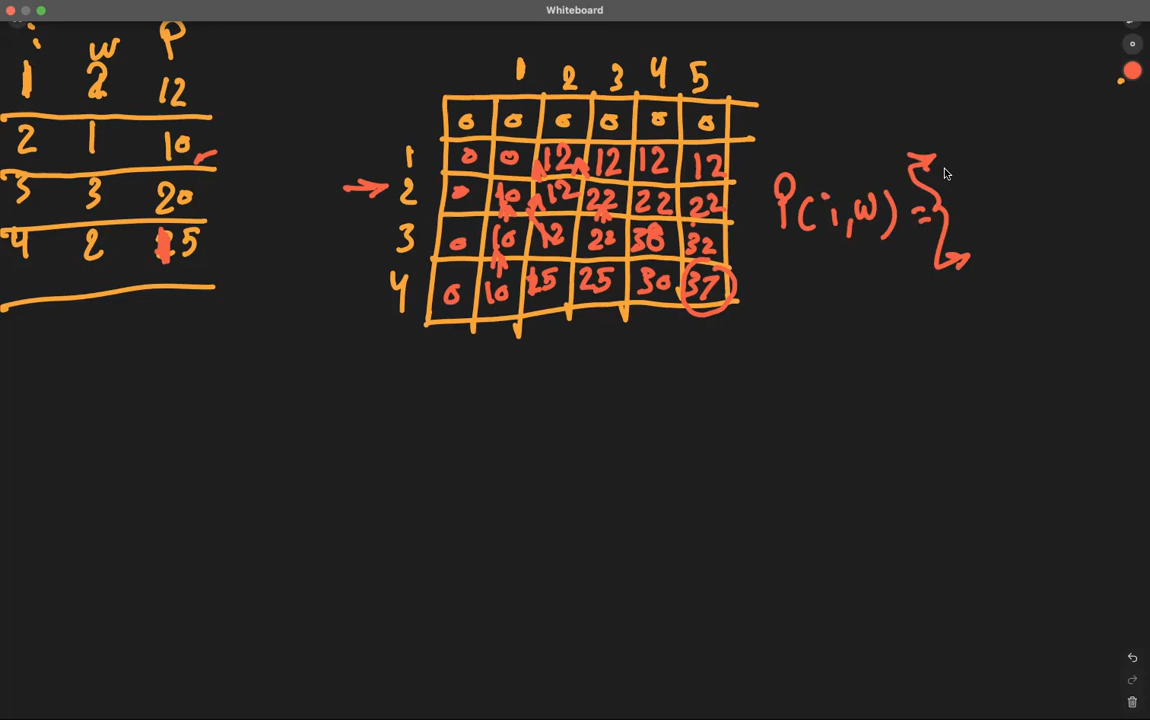 Whiteboard
i w P
1 2 12
2 1 10
3 3 20
4 2 5
1 2 3 4 5
0 0 0 0 0 0
1 0 0 12 12 12 12
2 0 10 12 22 22 22
3 0 10 12 22 30 32
4 0 10 15 25 30 37
P(i,w) =